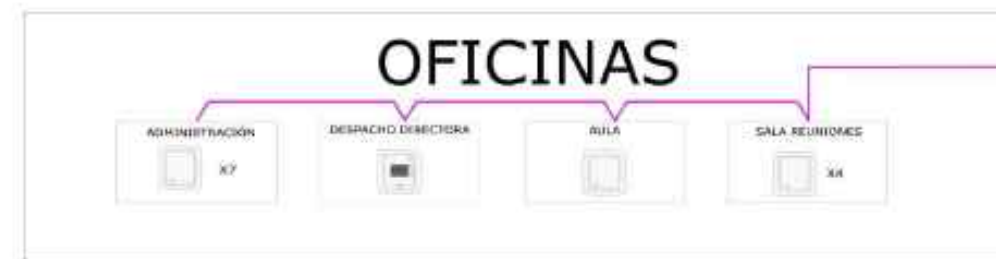 OFICINAS
ADMINISTRACIÓN
X7
DESPACHO DIRECTORA
AULA
SALA REUNIONES
X4